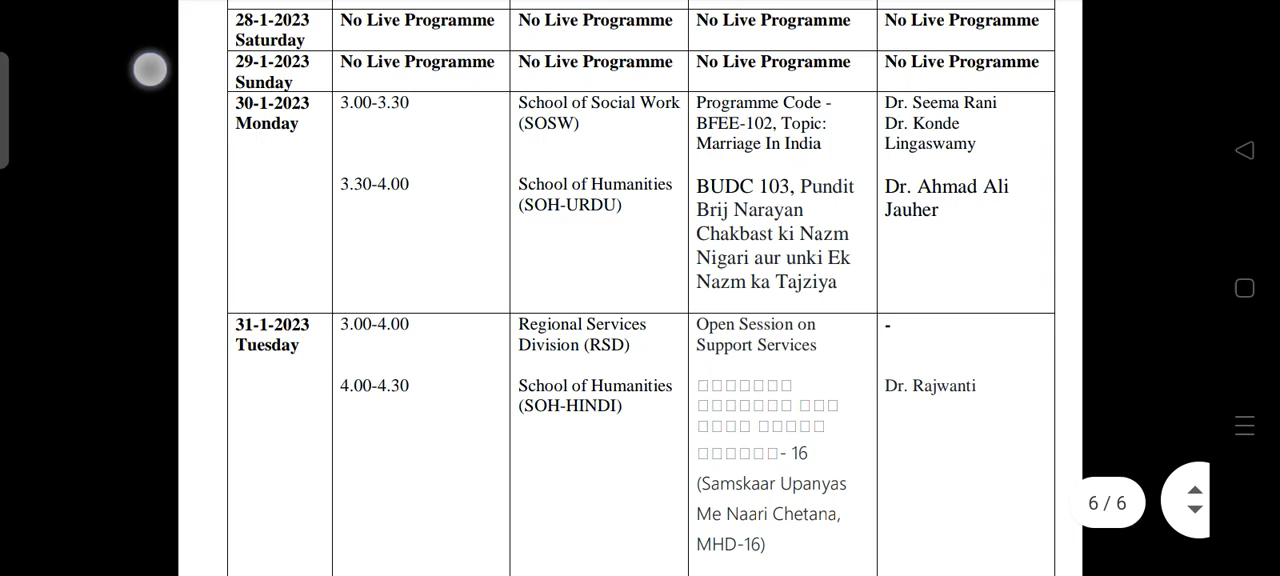 28-1-2023
Saturday
No Live Programme
No Live Programme
No Live Programme
No Live Programme
29-1-2023
Sunday
No Live Programme
No Live Programme
No Live Programme
No Live Programme
30-1-2023
Monday
3.00-3.30
School of Social Work
(SOSW)
Programme Code -
BFEE-102, Topic:
Marriage In India
Dr. Seema Rani
Dr. Konde
Lingaswamy
3.30-4.00
School of Humanities
(SOH-URDU)
BUDC 103, Pundit
Brij Narayan
Chakbast ki Nazm
Nigari aur unki Ek
Nazm ka Tajziya
Dr. Ahmad Ali
Jauher
31-1-2023
Tuesday
3.00-4.00
Regional Services
Division (RSD)
Open Session on
Support Services
-
4.00-4.30
School of Humanities
(SOH-HINDI)
- 16
(Samskaar Upanyas
Me Naari Chetana,
MHD-16)
Dr. Rajwanti
6 / 6